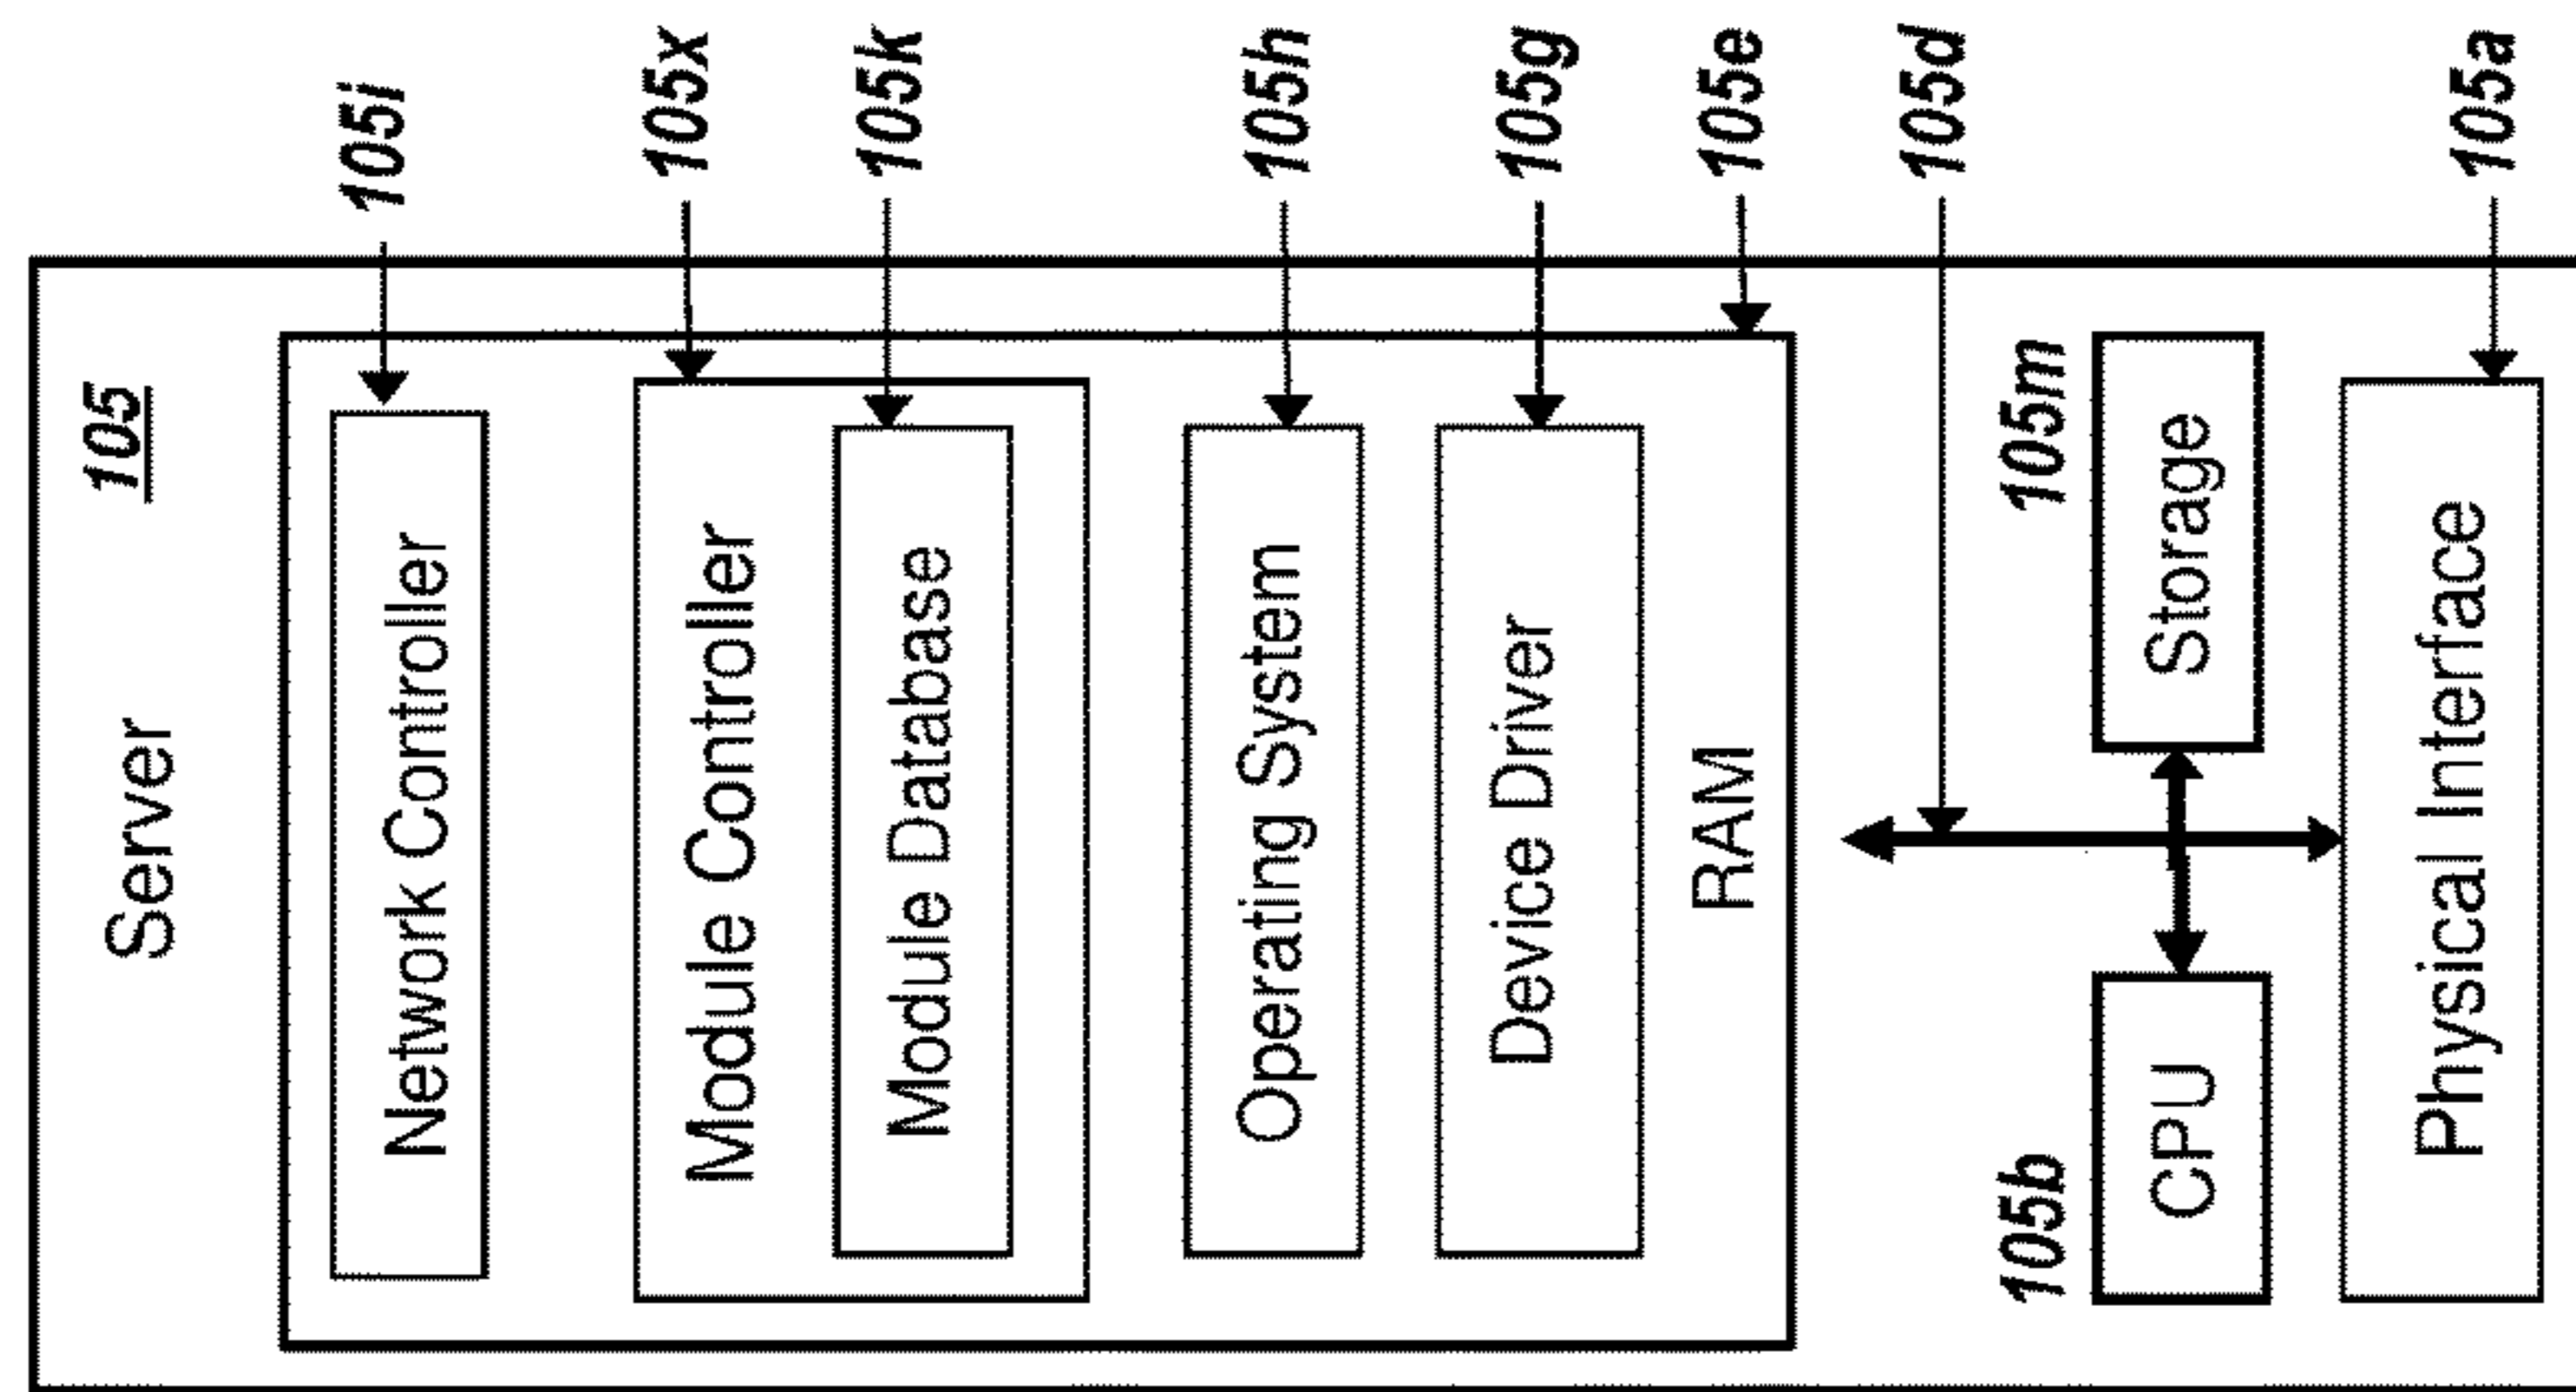 Server
105
Network Controller
105i
Module Controller
105x
Module Database
105k
Operating System
105h
Device Driver
105g
RAM
105e
105d
105b
CPU
105m
Storage
Physical Interface
105a